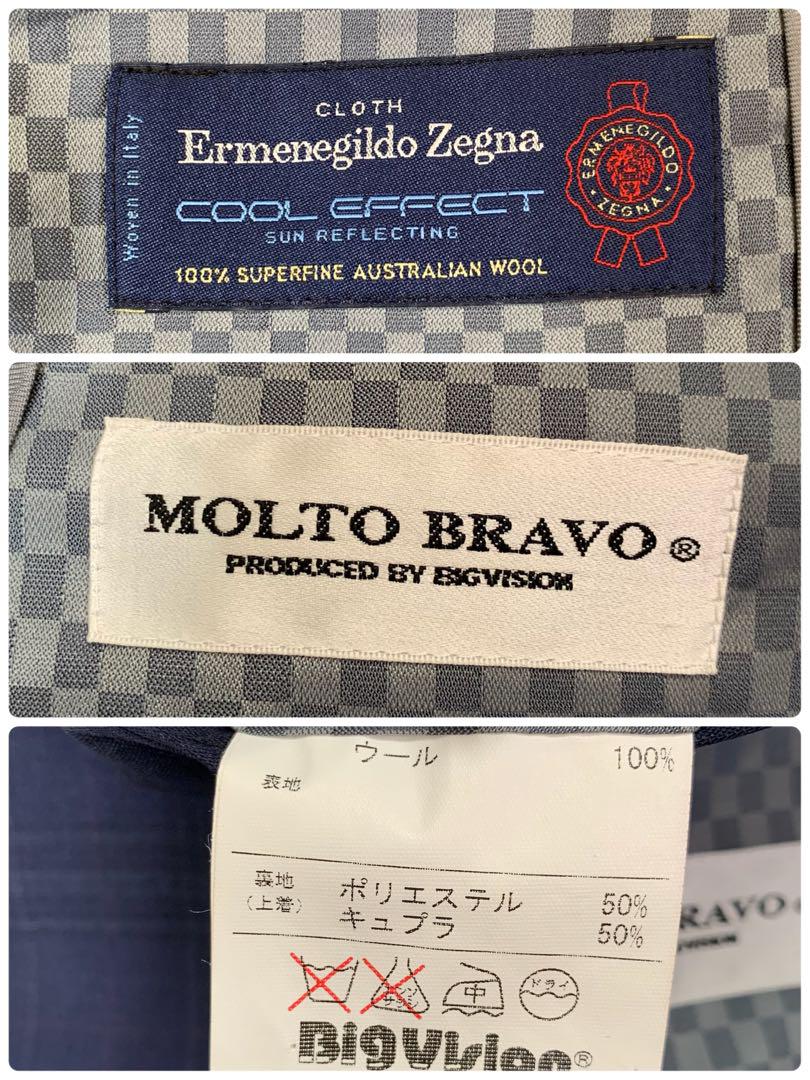 CLOTH
Ermenegildo Zegna
COOL EFFECT
SUN REFLECTING
100% SUPERFINE AUSTRALIAN WOOL
Woven in Italy
ERMENEGILDO
ZEGNA
MOLTO BRAVO®
PRODUCED BY BIGVISION
ウール 100%
表地
裏地 ポリエステル 50%
(上着) キュプラ 50%
中 ドライ
BigVision®
RAVO